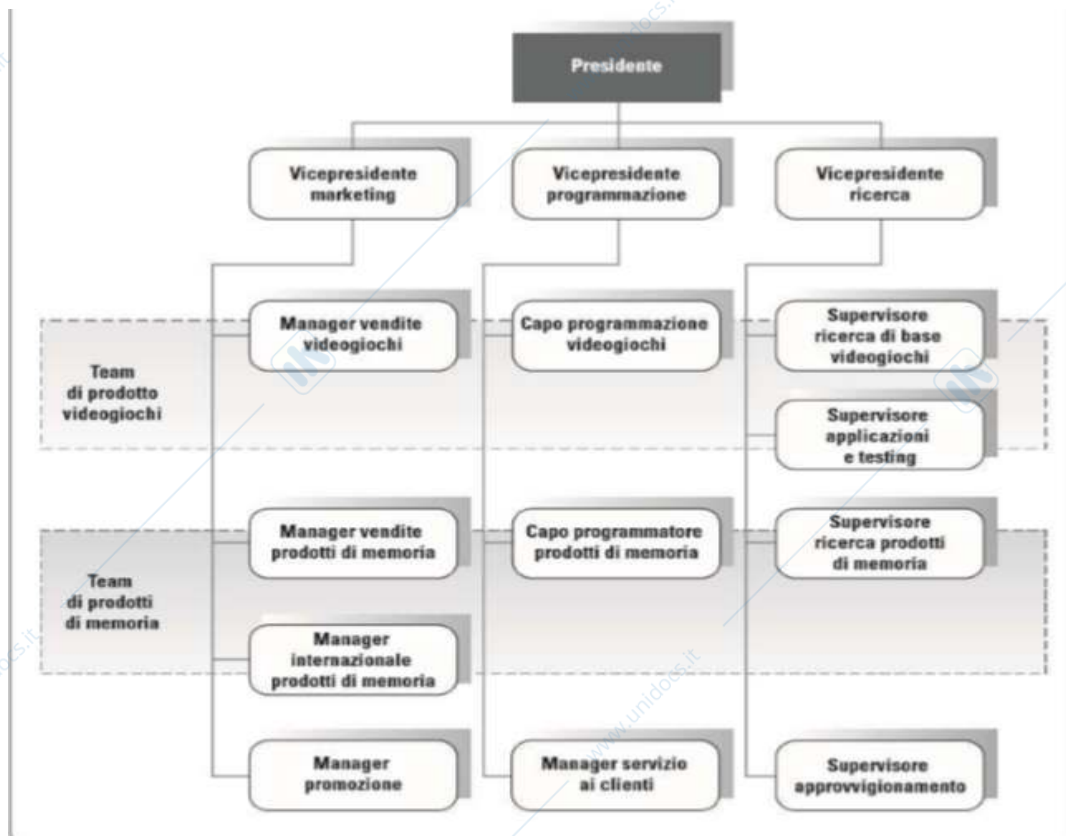 Presidente
Vicepresidente
marketing
Vicepresidente
programmazione
Vicepresidente
ricerca
Manager vendite
videogiochi
Capo programmazione
videogiochi
Supervisore
ricerca di base
videogiochi
Team
di prodotto
videogiochi
Supervisore
applicazioni
e testing
Manager vendite
prodotti di memoria
Capo programmatore
prodotti di memoria
Supervisore
ricerca prodotti
di memoria
Team
di prodotti
di memoria
Manager
internazionale
prodotti di memoria
Manager
promozione
Manager servizio
ai clienti
Supervisore
approvvigionamento
www.unidocs.it